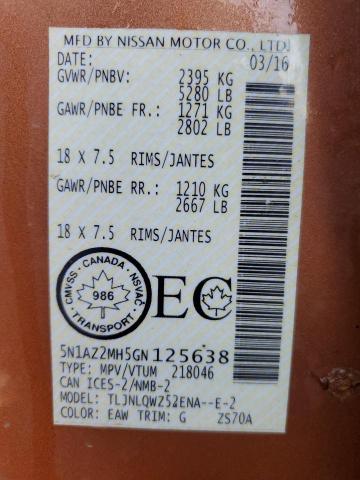 MFD BY NISSAN MOTOR CO., LTD.
DATE: 03/16
GVWR/PNBV: 2395 KG
5280 LB
GAWR/PNBE FR.: 1271 KG
2802 LB
18 X 7.5 RIMS/JANTES
GAWR/PNBE RR.: 1210 KG
2667 LB
18 X 7.5 RIMS/JANTES
CMVSS · CANADA · NSVAC
986
TRANSPORT
EC
5N1AZ2MH5GN125638
TYPE: MPV/VTUM 218046
CAN ICES-2/NMB-2
MODEL: TLJNLQWZ52ENA--E-2
COLOR: EAW TRIM: G ZS70A